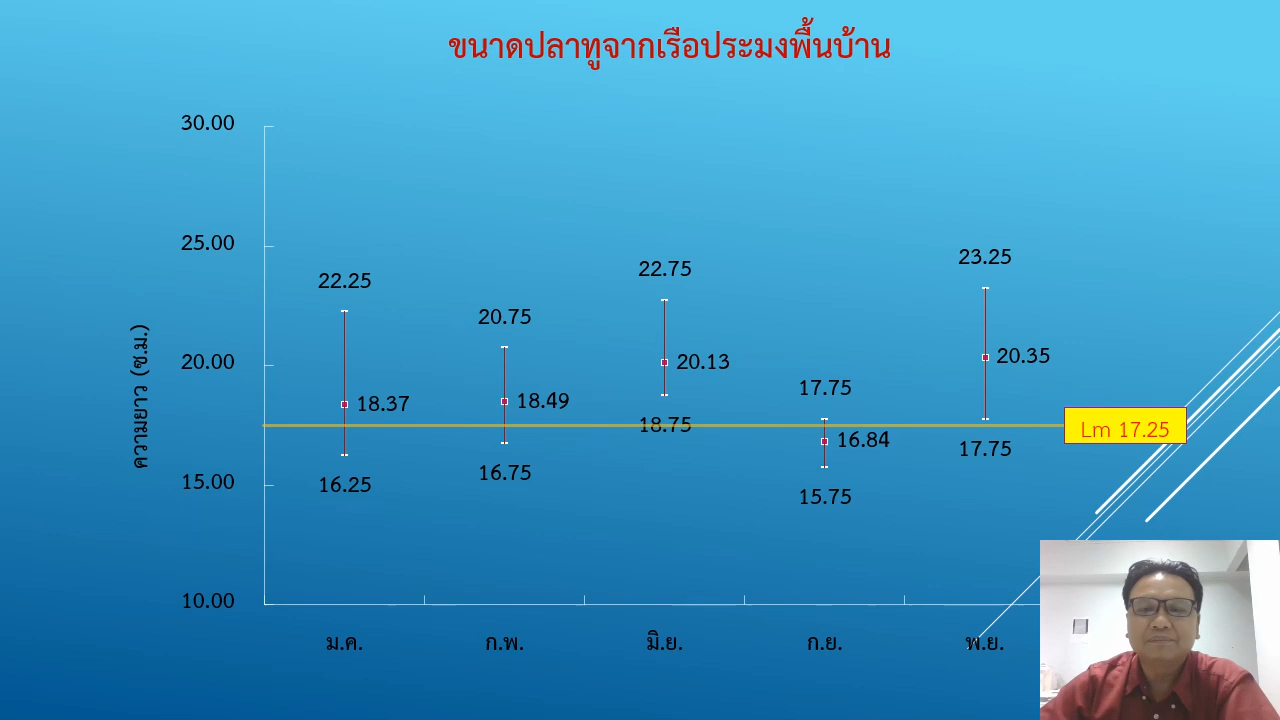 ขนาดปลาทูจากเรือประมงพื้นบ้าน
ความยาว (ซ.ม.)
30.00
25.00
20.00
15.00
10.00
22.25
18.37
16.25
20.75
18.49
16.75
22.75
20.13
18.75
17.75
16.84
15.75
23.25
20.35
17.75
Lm 17.25
ม.ค.
ก.พ.
มิ.ย.
ก.ย.
พ.ย.